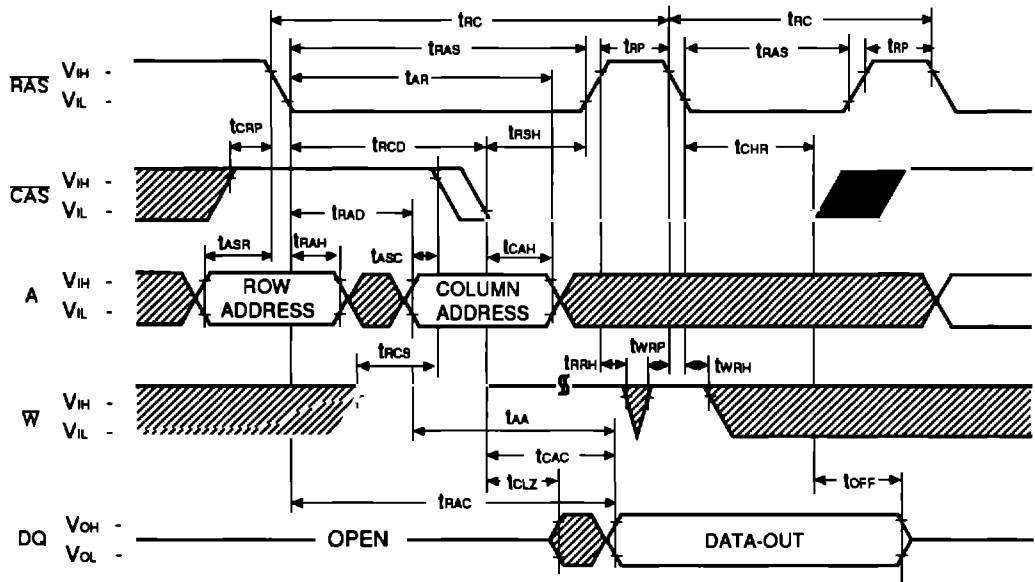 tRC tRC
tRAS tRP tRAS tRP
RAS VIH - tAR
VIL -
tCRP tRCD tRSH tCHR
CAS VIH -
VIL -
tRAD
tASR tRAH tASC tCAH
A VIH - ROW ADDRESS COLUMN ADDRESS
VIL -
tRCS tRRH tWRP tWRH
W VIH -
VIL -
tAA
tCAC
tCLZ tOFF
tRAC
DQ VOH - OPEN DATA-OUT
VOL -